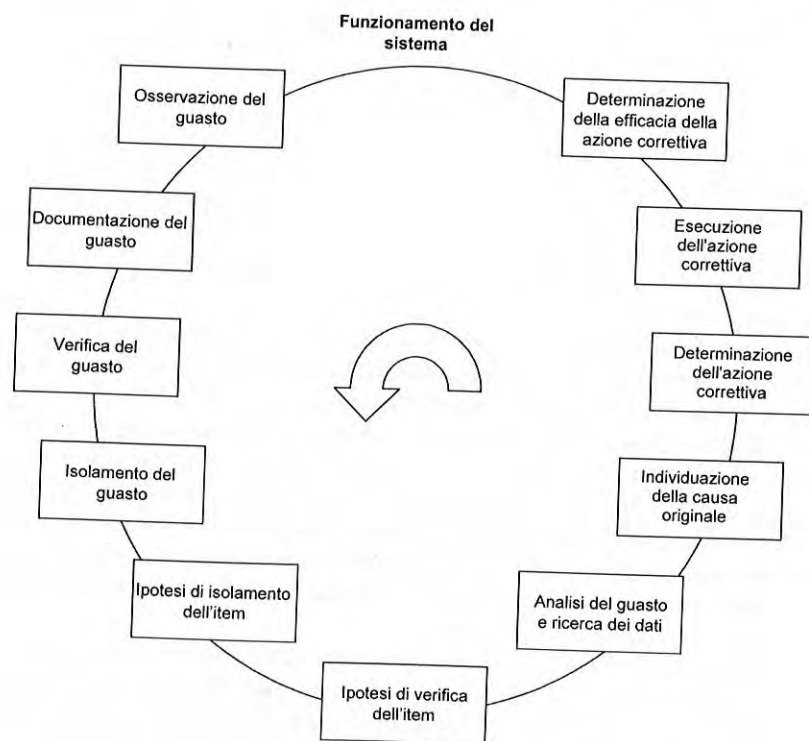 Funzionamento del
sistema
Osservazione del
guasto
Documentazione del
guasto
Verifica del
guasto
Isolamento del
guasto
Ipotesi di isolamento
dell'item
Ipotesi di verifica
dell'item
Analisi del guasto
e ricerca dei dati
Individuazione
della causa
originale
Determinazione
dell'azione
correttiva
Esecuzione
dell'azione
correttiva
Determinazione
della efficacia della
azione correttiva